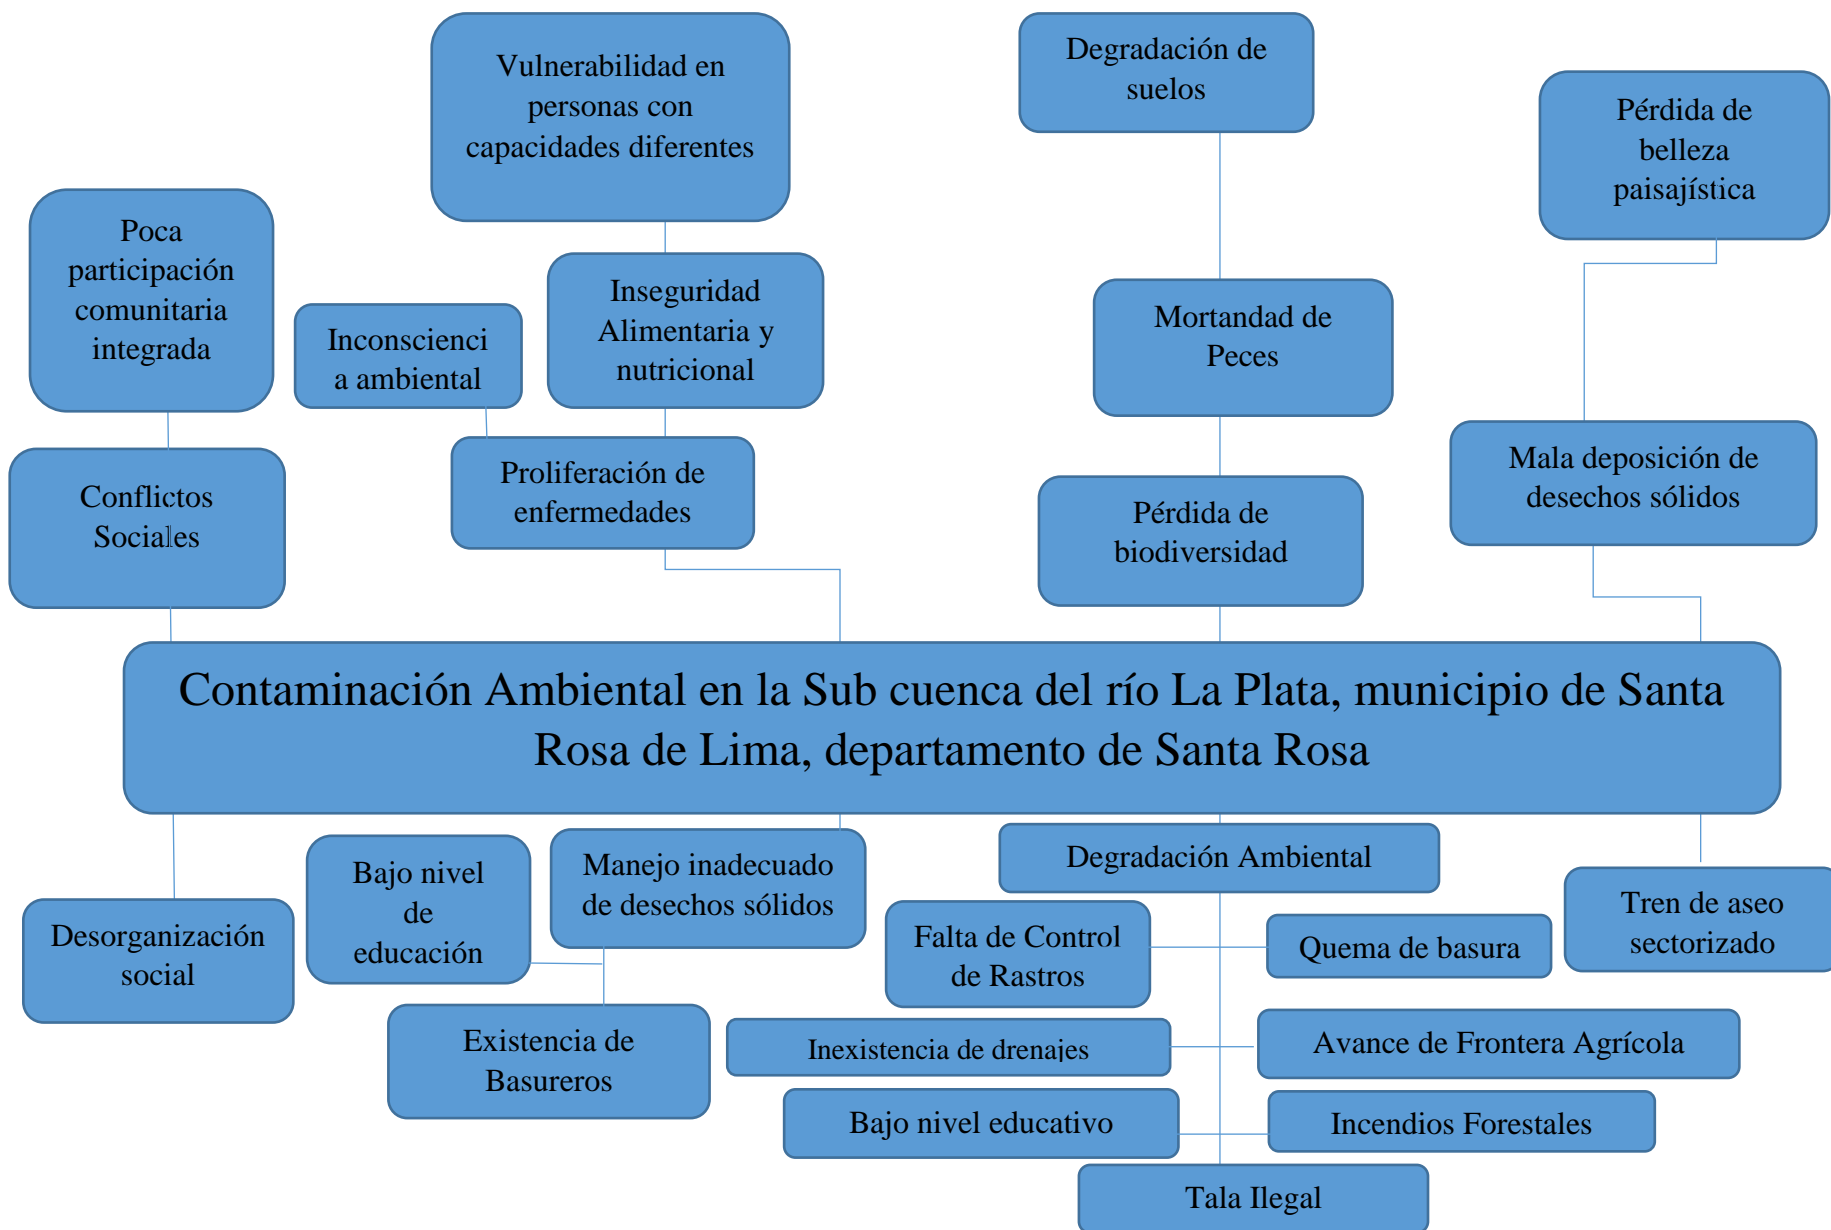 Vulnerabilidad en
personas con
capacidades diferentes
Degradación de
suelos
Pérdida de
belleza
paisajística
Poca
participación
comunitaria
integrada
Inconscienci
a ambiental
Inseguridad
Alimentaria y
nutricional
Mortandad de
Peces
Conflictos
Sociales
Proliferación de
enfermedades
Pérdida de
biodiversidad
Mala deposición de
desechos sólidos
Contaminación Ambiental en la Sub cuenca del río La Plata, municipio de Santa
Rosa de Lima, departamento de Santa Rosa
Desorganización
social
Bajo nivel
de
educación
Manejo inadecuado
de desechos sólidos
Existencia de
Basureros
Degradación Ambiental
Falta de Control
de Rastros
Quema de basura
Tren de aseo
sectorizado
Inexistencia de drenajes
Avance de Frontera Agrícola
Bajo nivel educativo
Incendios Forestales
Tala Ilegal